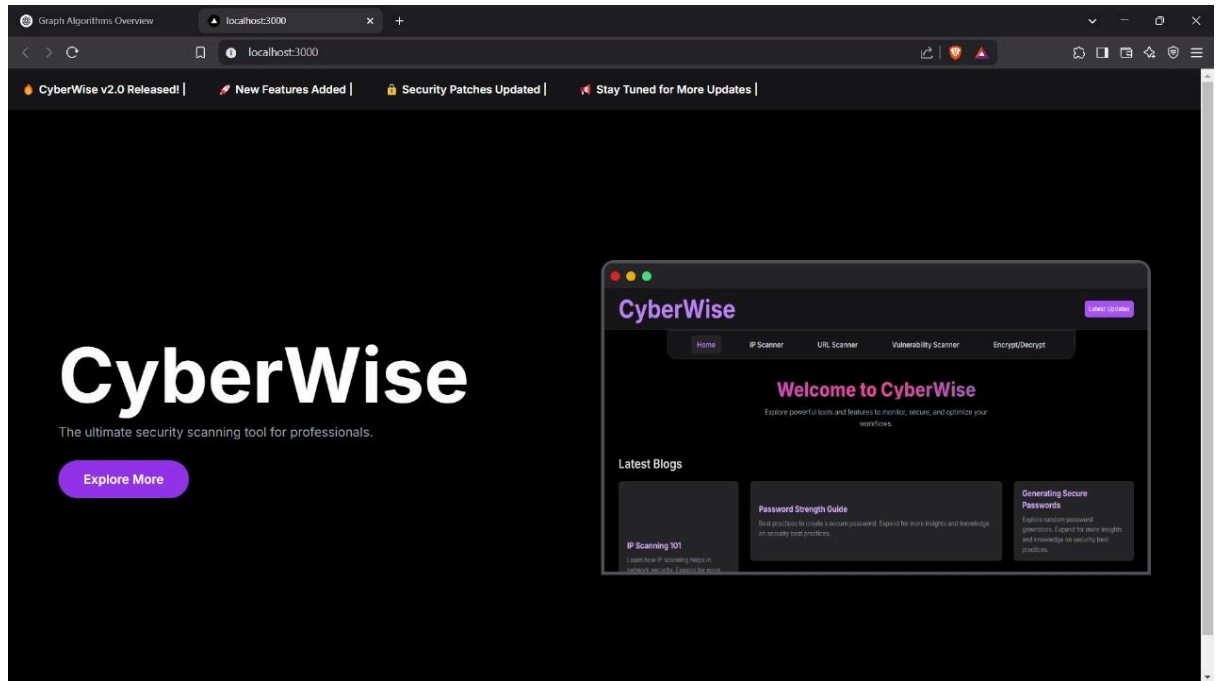 Graph Algorithms Overview
localhost:3000
localhost:3000
🔥 CyberWise v2.0 Released! | 🚀 New Features Added | 🔒 Security Patches Updated | 📢 Stay Tuned for More Updates |
CyberWise
The ultimate security scanning tool for professionals.
Explore More
CyberWise
Latest Updates
Home IP Scanner URL Scanner Vulnerability Scanner Encrypt/Decrypt
Welcome to CyberWise
Explore powerful tools and features to monitor, secure, and optimize your
workflows.
Latest Blogs
IP Scanning 101
Learn how IP scanning helps in
network security. Expand for more
Password Strength Guide
Best practices to create a secure password. Expand for more insights and knowledge
on security best practices.
Generating Secure
Passwords
Explore random password
generators. Expand for more insights
and knowledge on security best
practices.